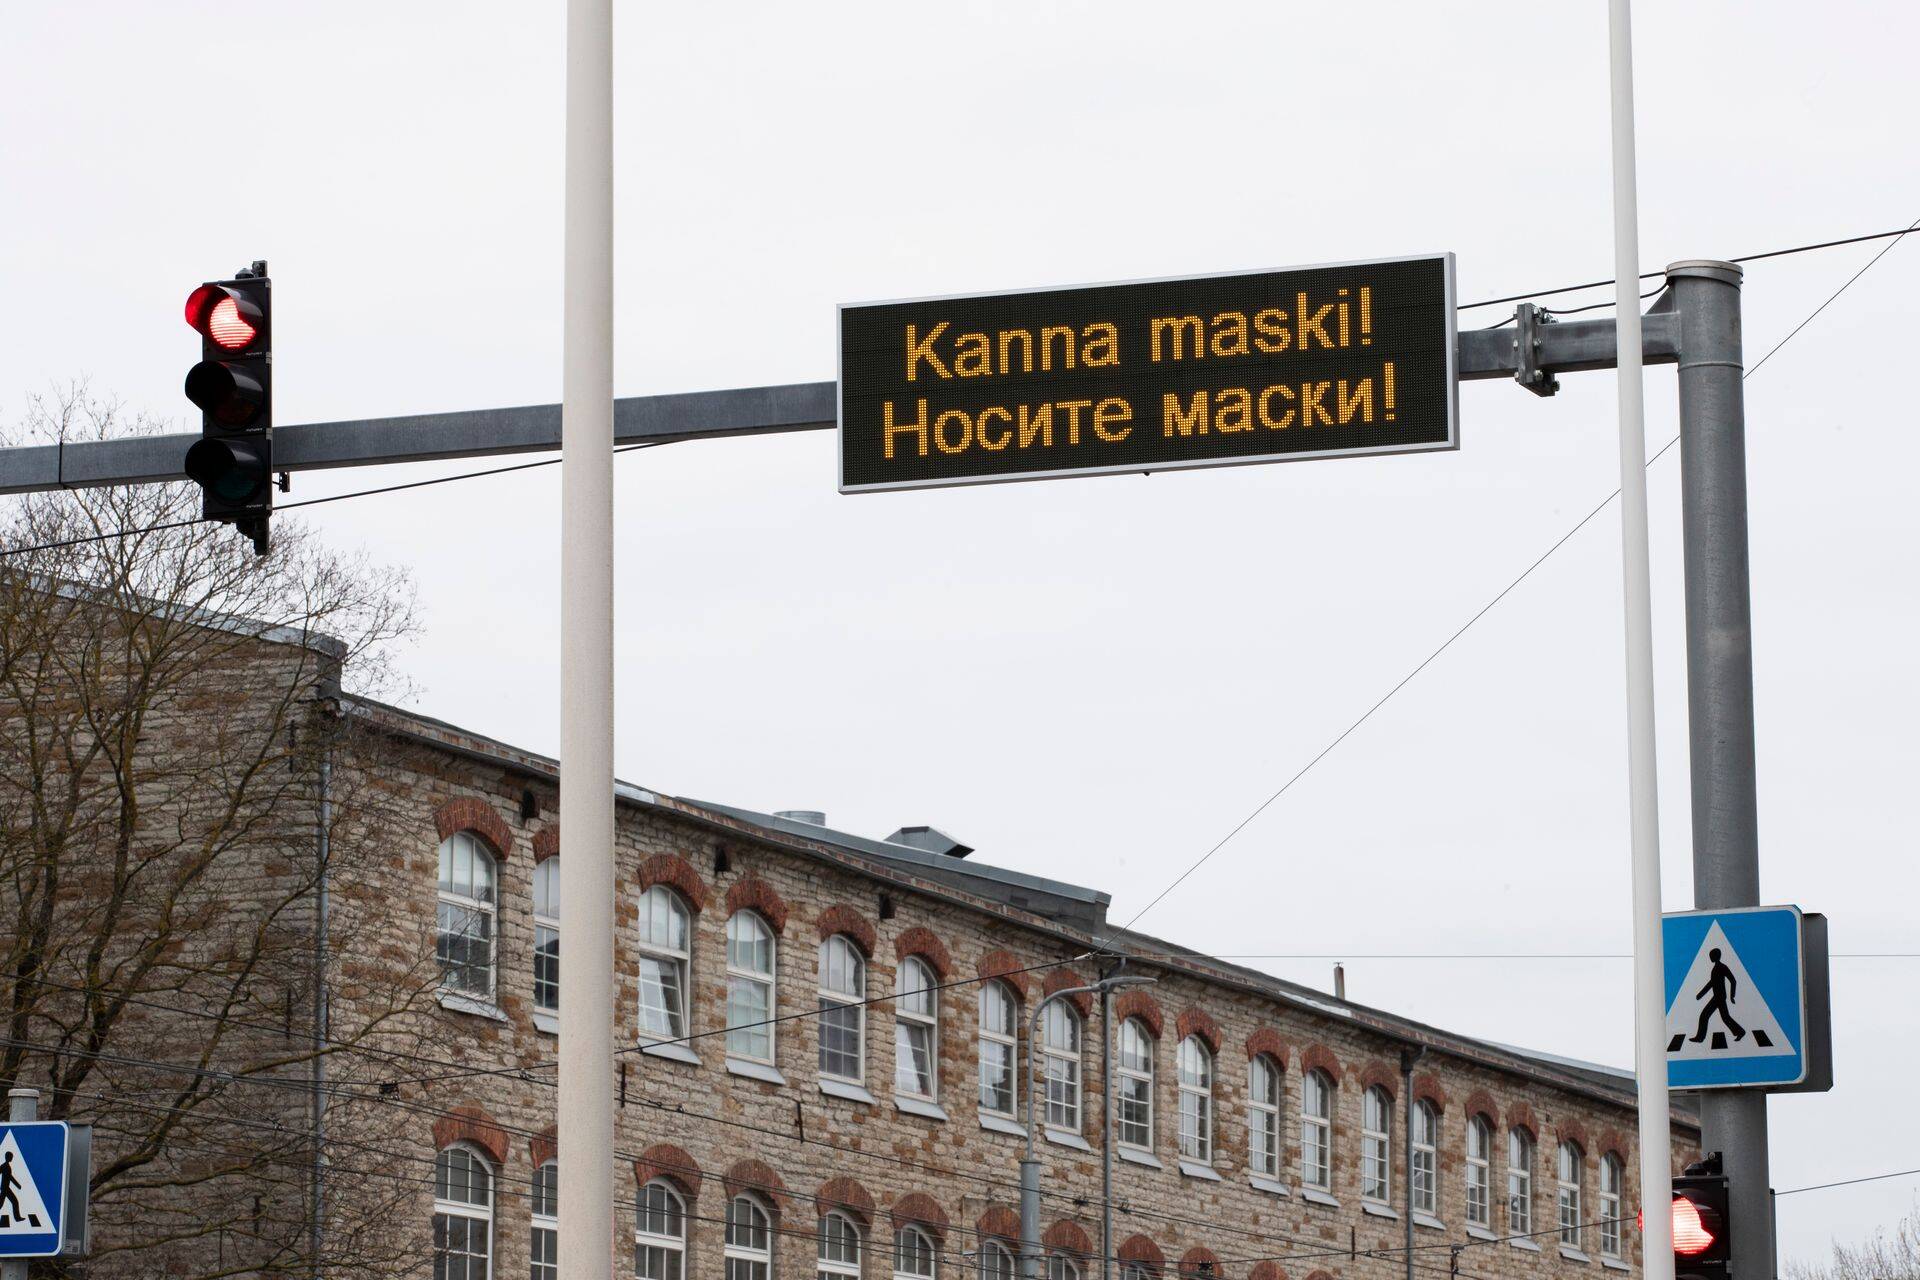 Kanna maski!
Носите маски!